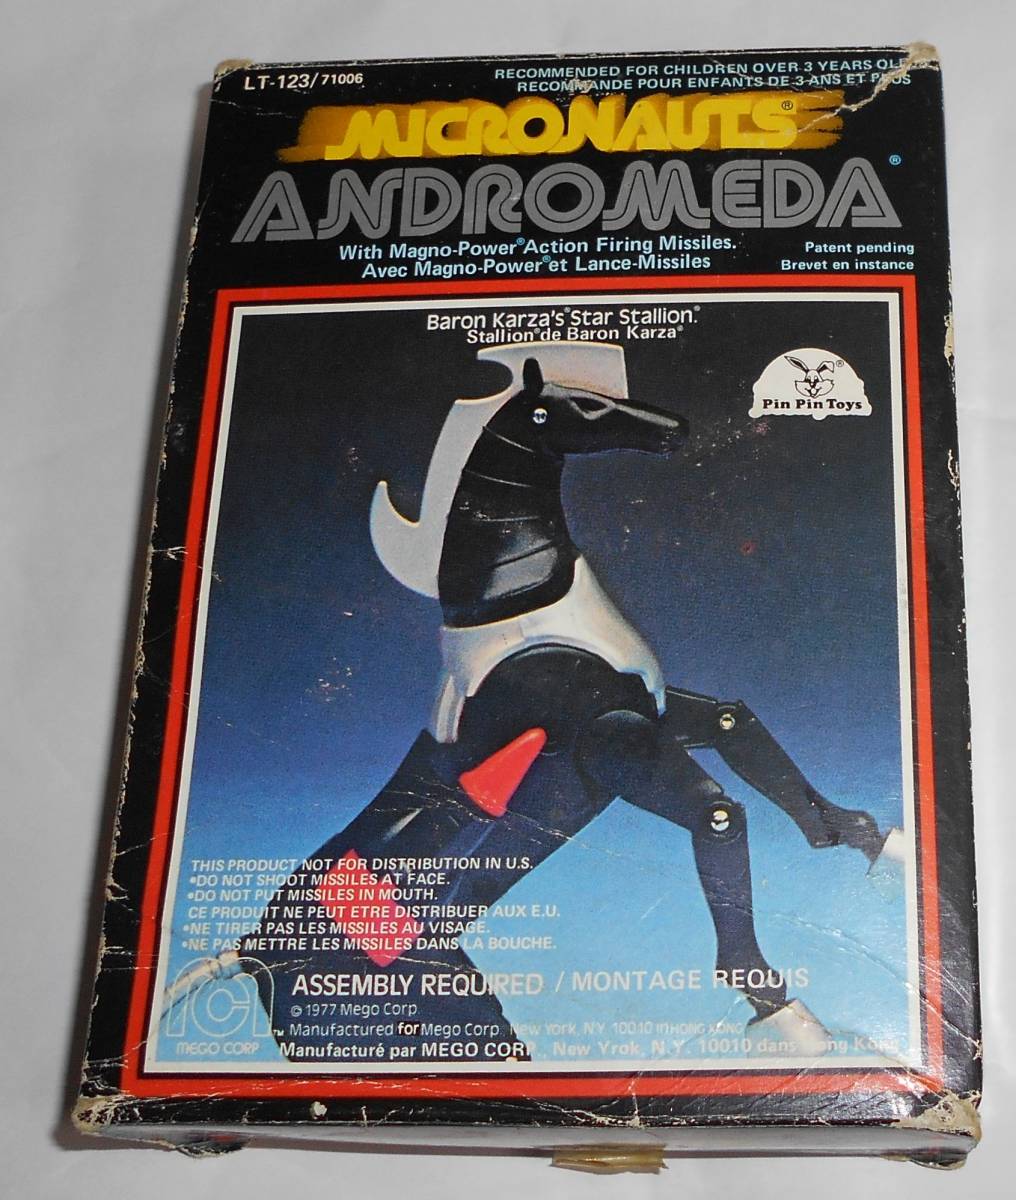 LT-123/71006
RECOMMENDED FOR CHILDREN OVER 3 YEARS OLD
RECOMMANDE POUR ENFANTS DE 3 ANS ET PLUS
MICRONAUTS®
ANDROMEDA®
With Magno-Power® Action Firing Missiles.
Avec Magno-Power® et Lance-Missiles
Patent pending
Brevet en instance
Baron Karza's® Star Stallion®
Stallion® de Baron Karza®
®
Pin Pin Toys
THIS PRODUCT NOT FOR DISTRIBUTION IN U.S.
•DO NOT SHOOT MISSILES AT FACE.
•DO NOT PUT MISSILES IN MOUTH.
CE PRODUIT NE PEUT ETRE DISTRIBUER AUX E.U.
•NE TIRER PAS LES MISSILES AU VISAGE.
•NE PAS METTRE LES MISSILES DANS LA BOUCHE.
ASSEMBLY REQUIRED / MONTAGE REQUIS
© 1977 Mego Corp.
Manufactured for Mego Corp. New York, N.Y. 10010 in HONG KONG
Manufacturé par MEGO CORP., New Yrok, N.Y. 10010 dans Hong Kong
TM
MEGO CORP